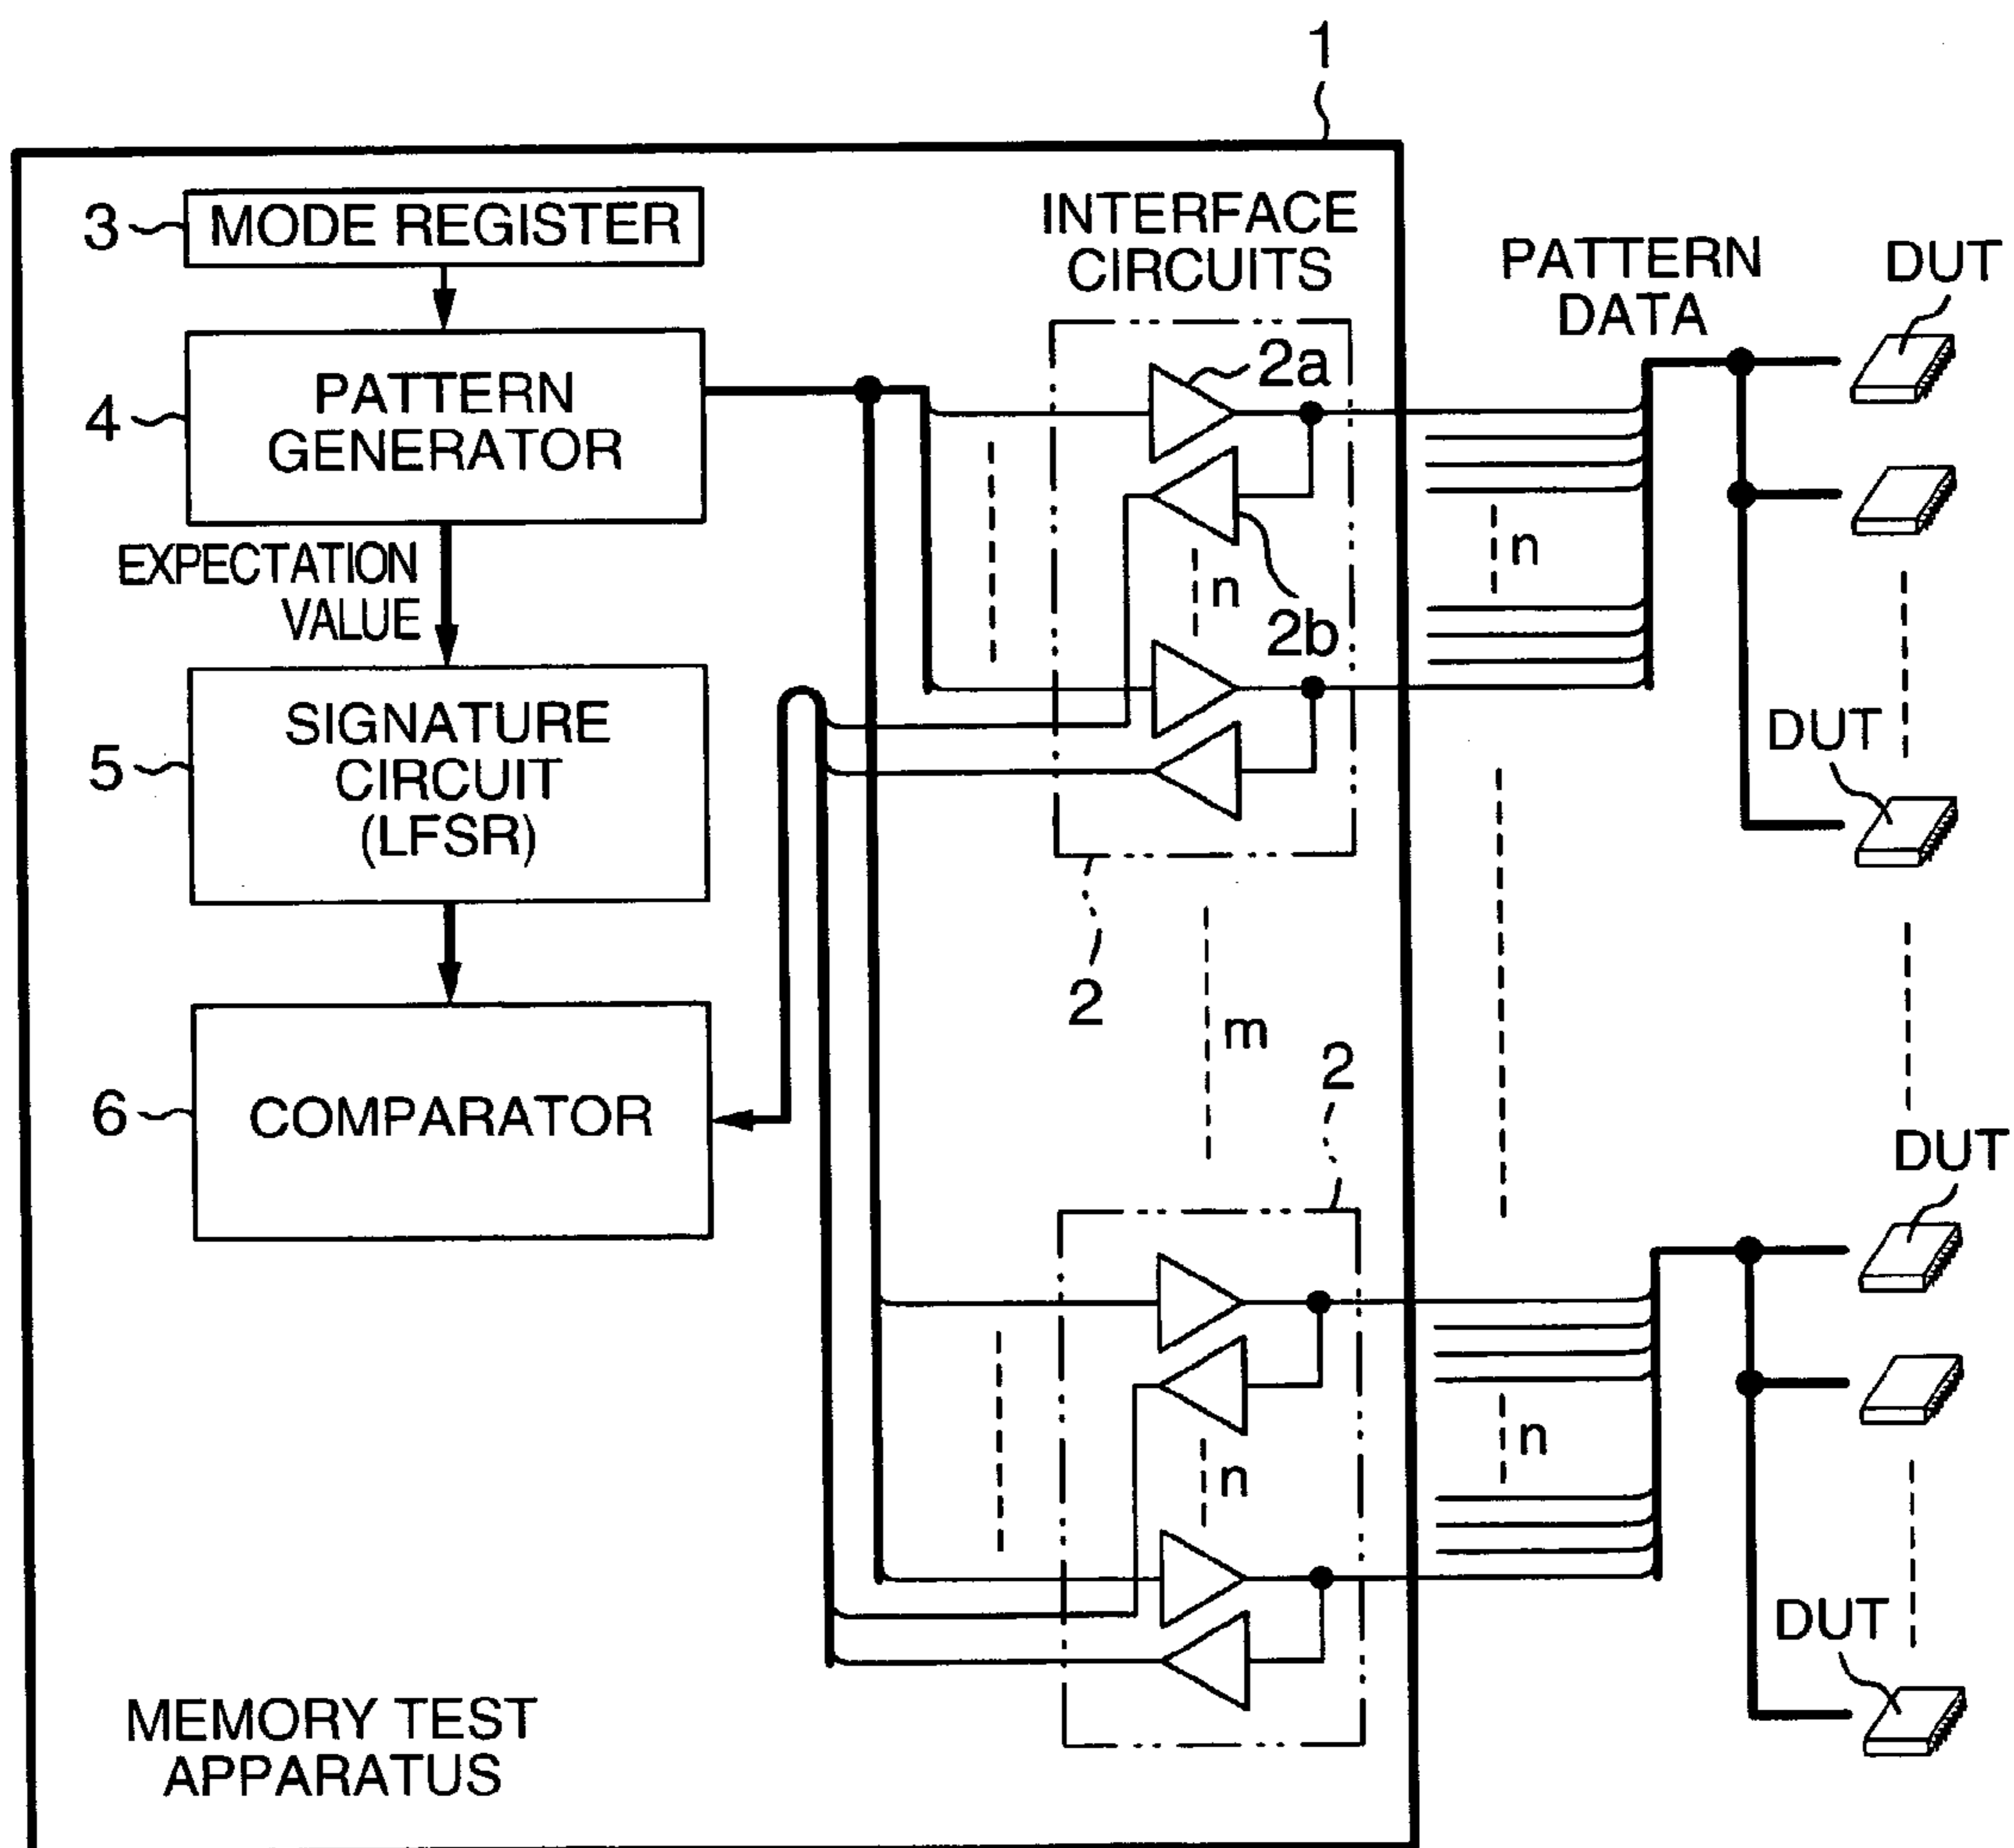 1
3
MODE REGISTER
INTERFACE
CIRCUITS
PATTERN
DATA
DUT
4
PATTERN
GENERATOR
2a
n
n
2b
EXPECTATION
VALUE
5
SIGNATURE
CIRCUIT
(LFSR)
DUT
2
m
2
6
COMPARATOR
DUT
n
n
DUT
MEMORY TEST
APPARATUS